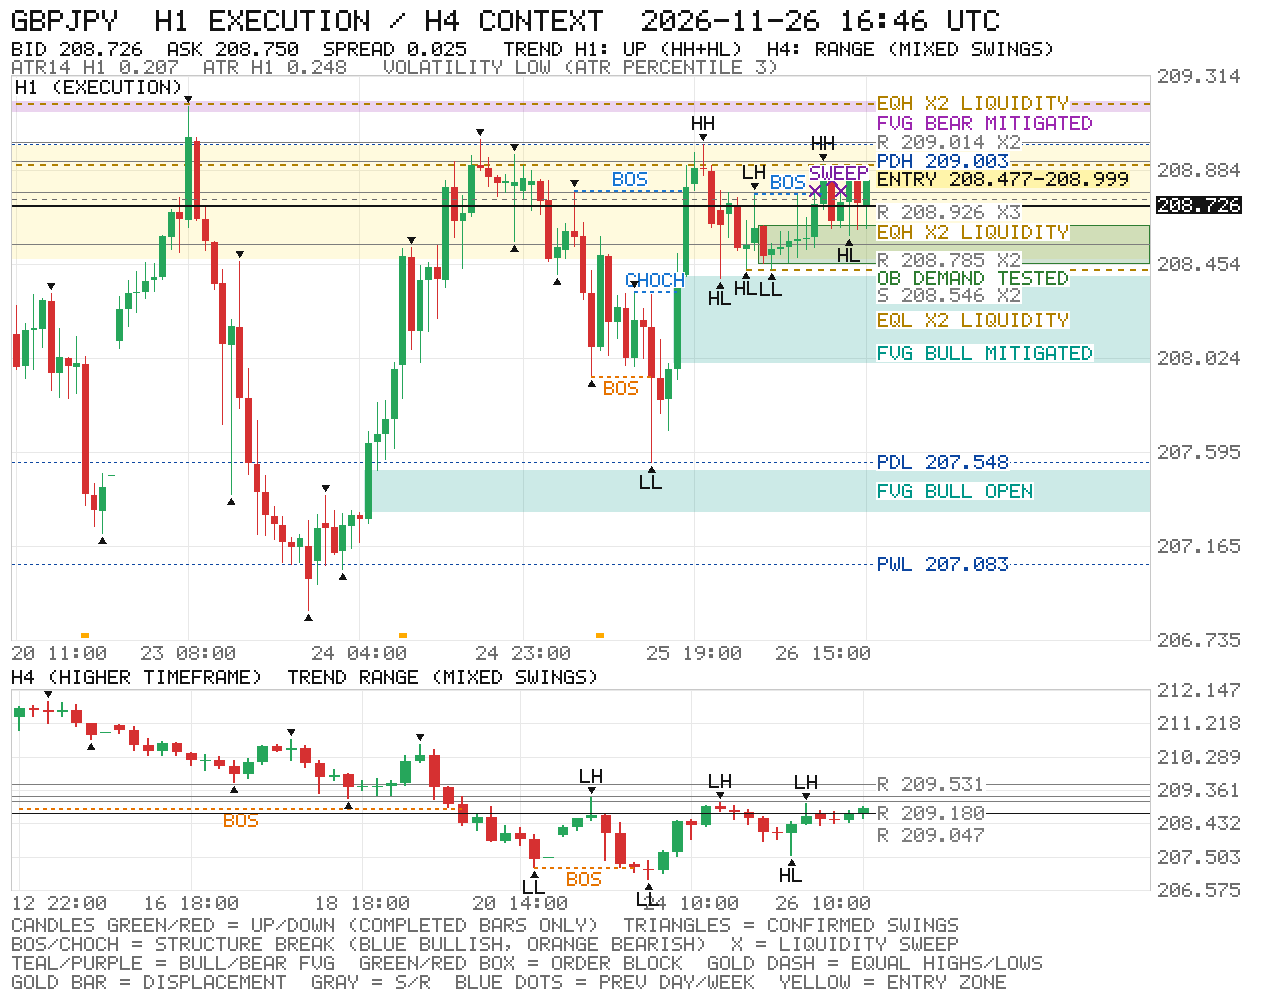 GBPJPY  H1 EXECUTION / H4 CONTEXT  2026-11-26 16:46 UTC
BID 208.726  ASK 208.750  SPREAD 0.025  TREND H1: UP (HH+HL)  H4: RANGE (MIXED SWINGS)
ATR14 H1 0.207  ATR H1 0.248  VOLATILITY LOW (ATR PERCENTILE 3)
H1 (EXECUTION)
209.314
EQH X2 LIQUIDITY
FVG BEAR MITIGATED
HH
HH
R 209.014 X2
PDH 209.003
LH
SWEEP
208.884
BOS
BOS
ENTRY 208.477-208.999
208.726
R 208.926 X3
EQH X2 LIQUIDITY
HL
R 208.785 X2
208.454
CHOCH
HL
HL
LL
OB DEMAND TESTED
S 208.546 X2
EQL X2 LIQUIDITY
FVG BULL MITIGATED
208.024
BOS
207.595
PDL 207.548
LL
FVG BULL OPEN
207.165
PWL 207.083
206.735
20 11:00  23 08:00  24 04:00  24 23:00  25 19:00  26 15:00
H4 (HIGHER TIMEFRAME)  TREND RANGE (MIXED SWINGS)
212.147
211.218
210.289
LH
LH
LH
R 209.531
209.361
R 209.180
BOS
208.432
R 209.047
207.503
BOS
HL
LL
LL
206.575
12 22:00  16 18:00  18 18:00  20 14:00  24 10:00  26 10:00
CANDLES GREEN/RED = UP/DOWN (COMPLETED BARS ONLY)  TRIANGLES = CONFIRMED SWINGS
BOS/CHOCH = STRUCTURE BREAK (BLUE BULLISH, ORANGE BEARISH)  X = LIQUIDITY SWEEP
TEAL/PURPLE = BULL/BEAR FVG  GREEN/RED BOX = ORDER BLOCK  GOLD DASH = EQUAL HIGHS/LOWS
GOLD BAR = DISPLACEMENT  GRAY = S/R  BLUE DOTS = PREV DAY/WEEK  YELLOW = ENTRY ZONE